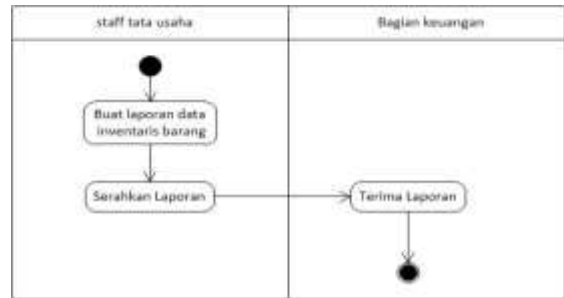 staff tata usaha
Bagian keuangan
Buat laporan data
inventaris barang
Serahkan Laporan
Terima Laporan